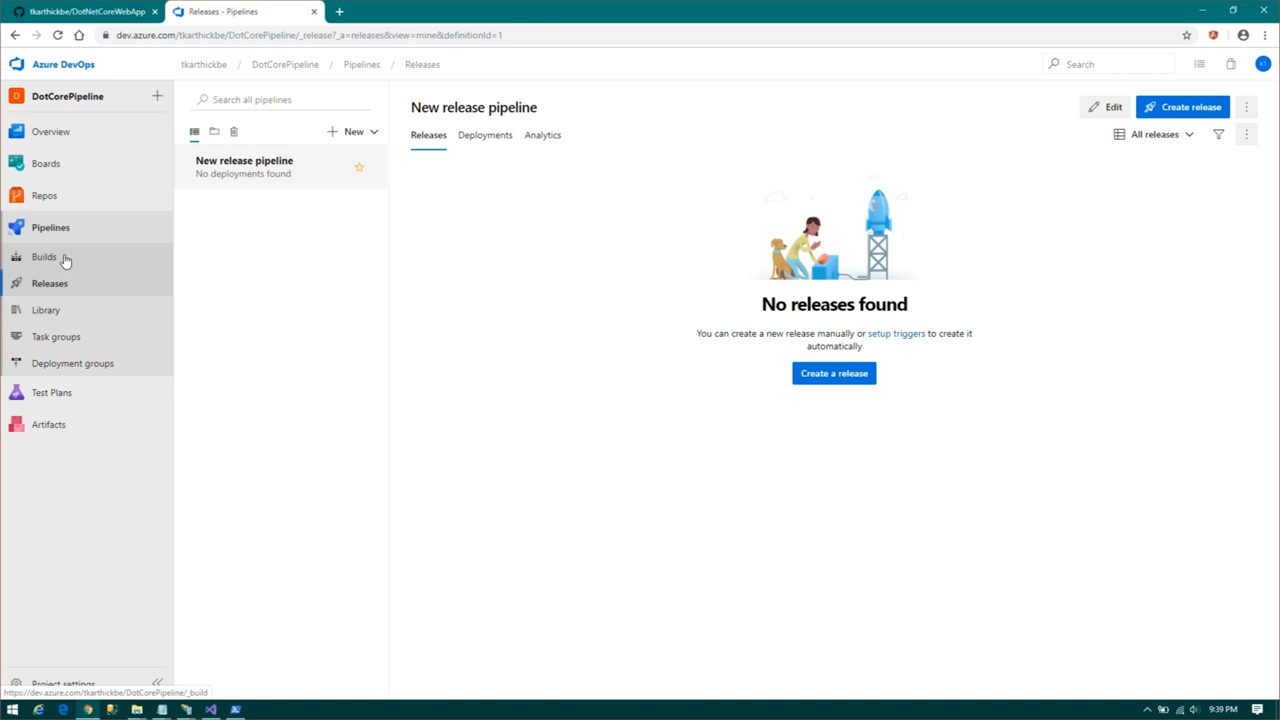 tkarthickbe/DotNetCoreWebApp
Releases - Pipelines
dev.azure.com/tkarthickbe/DotCorePipeline/_release?_a=releases&view=mine&definitionId=1
Azure DevOps
tkarthickbe / DotCorePipeline / Pipelines / Releases
Search
KT
D DotCorePipeline
Overview
Boards
Repos
Pipelines
Builds
Releases
Library
Task groups
Deployment groups
Test Plans
Artifacts
Project settings
https://dev.azure.com/tkarthickbe/DotCorePipeline/_build
Search all pipelines
New
New release pipeline
No deployments found
New release pipeline
Edit
Create release
Releases Deployments Analytics
All releases
No releases found
You can create a new release manually or setup triggers to create it
automatically
Create a release
9:39 PM